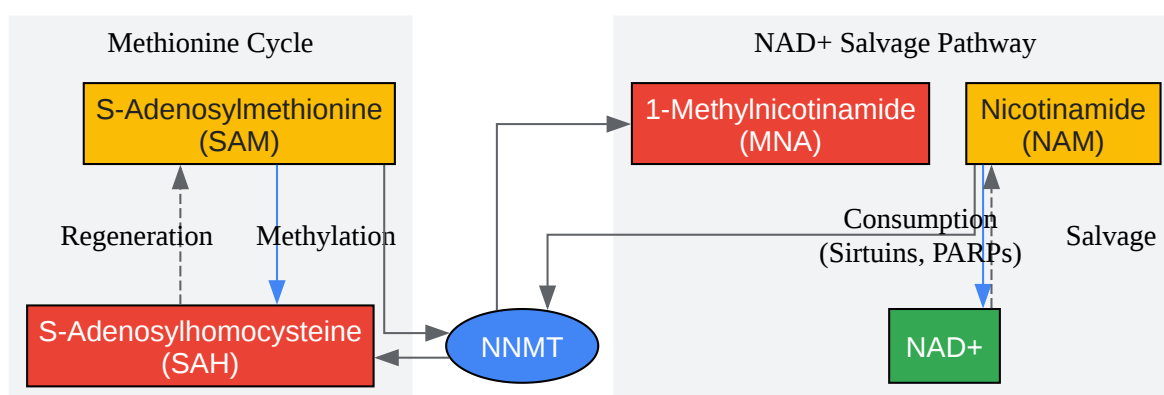 Methionine Cycle
NAD+ Salvage Pathway
S-Adenosylmethionine
(SAM)
1-Methylnicotinamide
(MNA)
Nicotinamide
(NAM)
Regeneration
Methylation
Consumption
(Sirtuins, PARPs)
Salvage
S-Adenosylhomocysteine
(SAH)
NNMT
NAD+